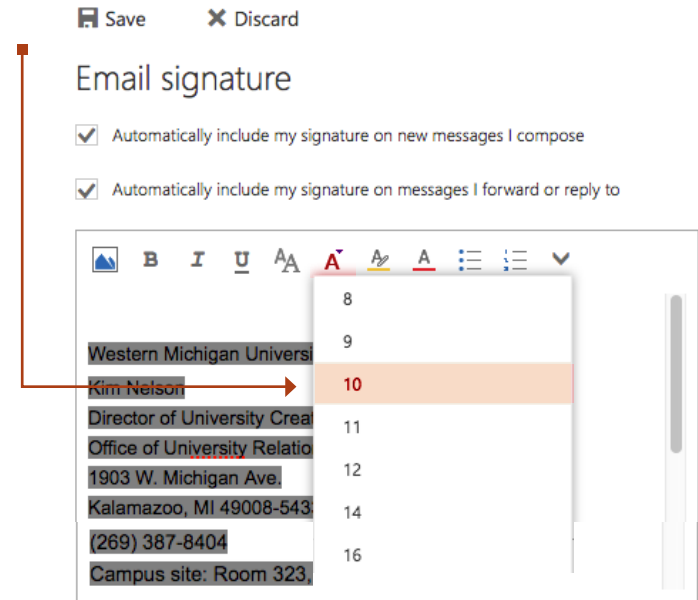 Save Discard
Email signature
Automatically include my signature on new messages I compose
Automatically include my signature on messages I forward or reply to
B I U AA A A A
8
9
10
11
12
14
16
Western Michigan Universi
Kim Nelson
Director of University Crea
Office of University Relatio
1903 W. Michigan Ave.
Kalamazoo, MI 49008-543
(269) 387-8404
Campus site: Room 323,